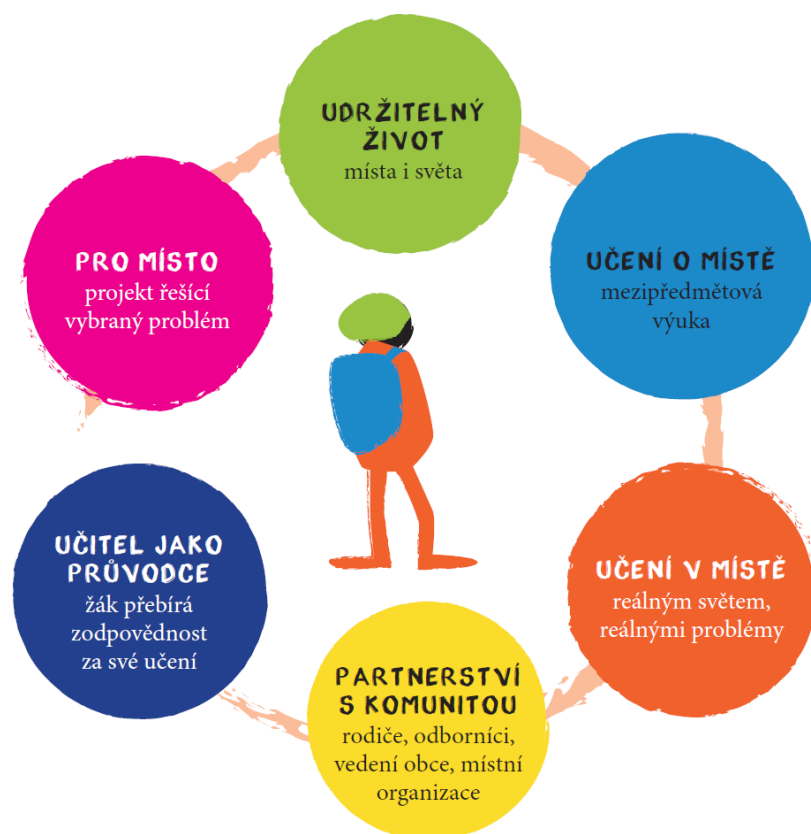 UDRŽITELNÝ
ŽIVOT
místa i světa
UČENÍ O MÍSTĚ
mezipředmětová
výuka
UČENÍ V MÍSTĚ
reálným světem,
reálnými problémy
PARTNERSTVÍ
S KOMUNITOU
rodiče, odborníci,
vedení obce, místní
organizace
UČITEL JAKO
PRŮVODCE
žák přebírá
zodpovědnost
za své učení
PRO MÍSTO
projekt řešící
vybraný problém